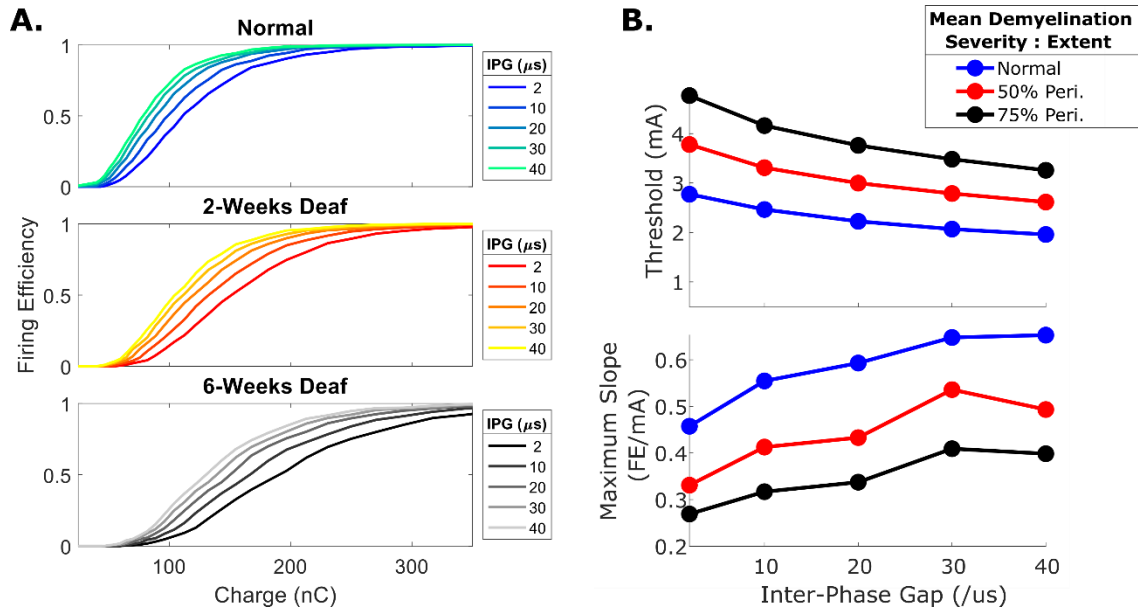 A.
Normal
1
0.5
0
IPG (μs)
2
10
20
30
40
2-Weeks Deaf
1
0.5
0
IPG (μs)
2
10
20
30
40
6-Weeks Deaf
1
0.5
0
IPG (μs)
2
10
20
30
40
100
200
300
Charge (nC)
Firing Efficiency
B.
Mean Demyelination
Severity : Extent
Normal
50% Peri.
75% Peri.
4
3
2
1
Threshold (mA)
0.6
0.5
0.4
0.3
0.2
Maximum Slope
(FE/mA)
10
20
30
40
Inter-Phase Gap (/us)